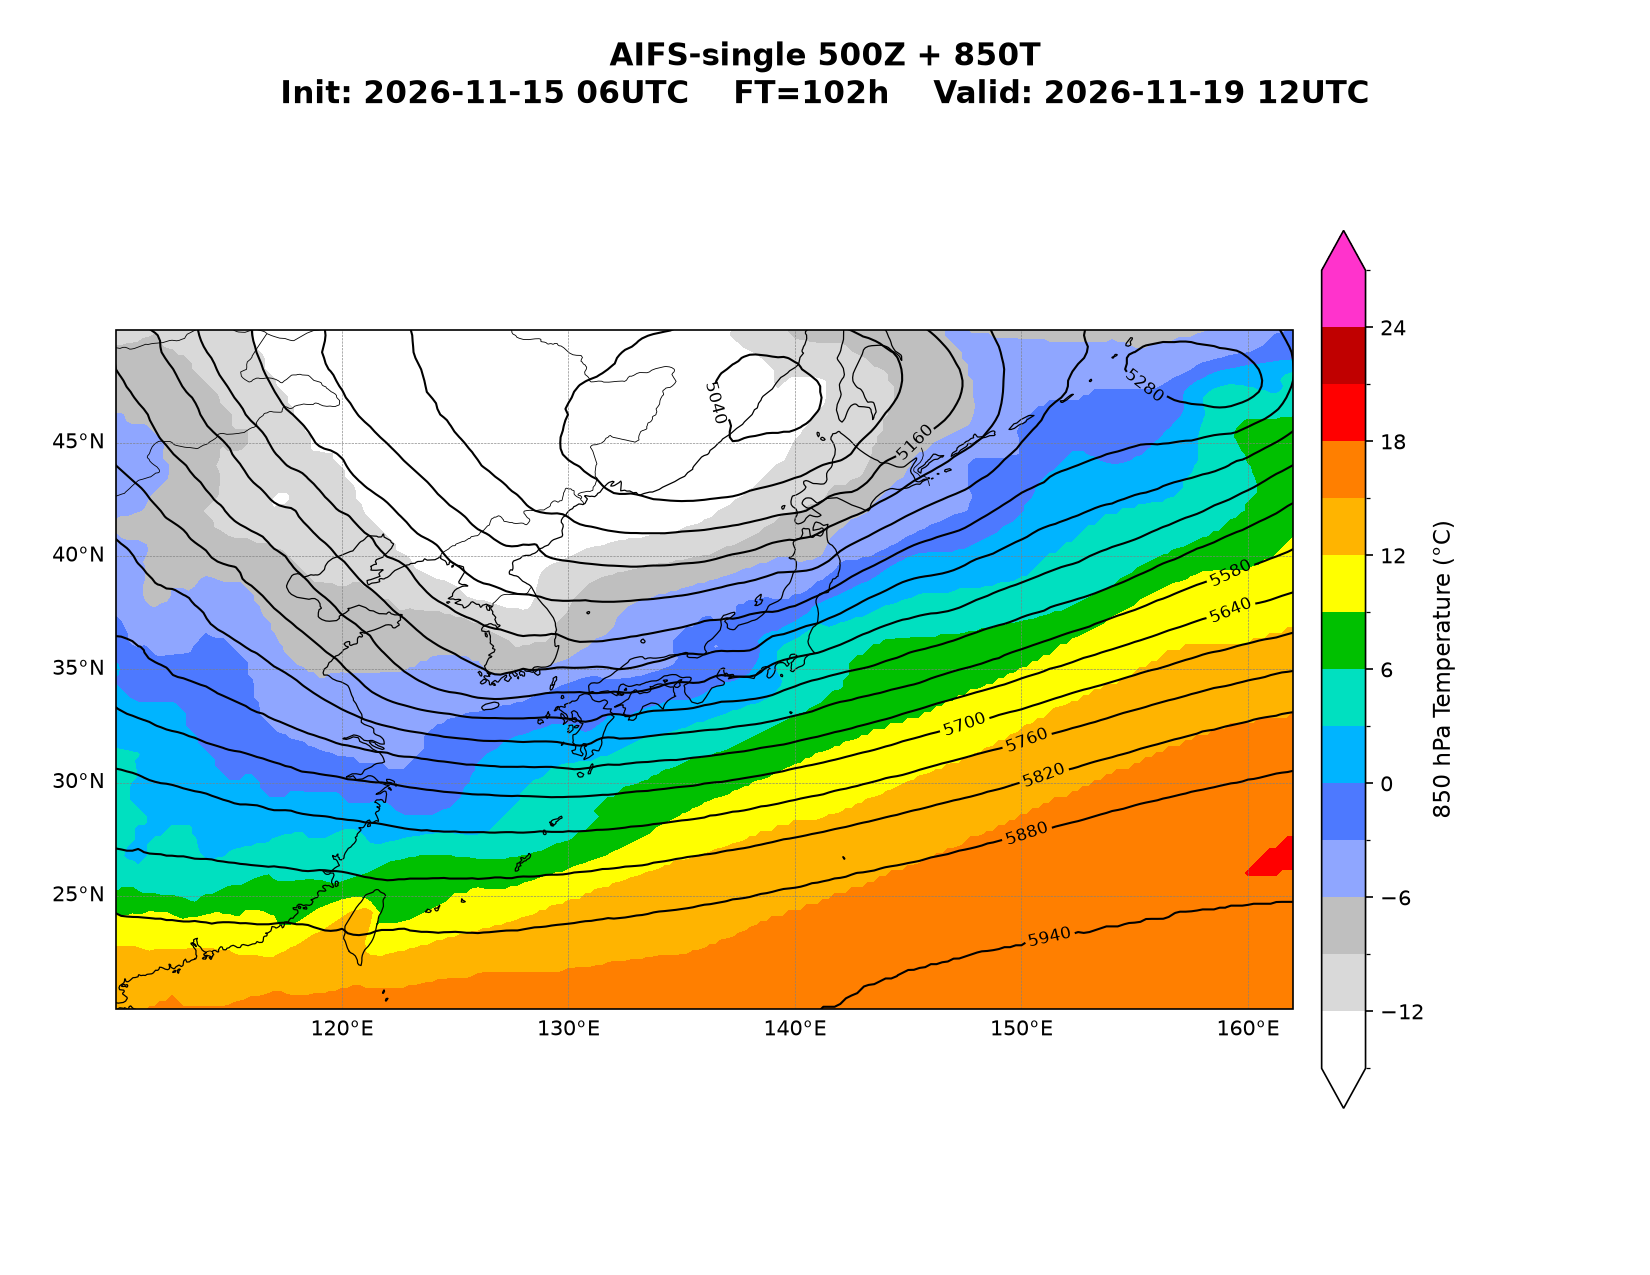 AIFS-single 500Z + 850T
Init: 2026-11-15 06UTC FT=102h Valid: 2026-11-19 12UTC
24
18
12
6
0
−6
−12
850 hPa Temperature (°C)
45°N
40°N
35°N
30°N
25°N
120°E
130°E
140°E
150°E
160°E
5040
5160
5280
5580
5640
5700
5760
5820
5880
5940